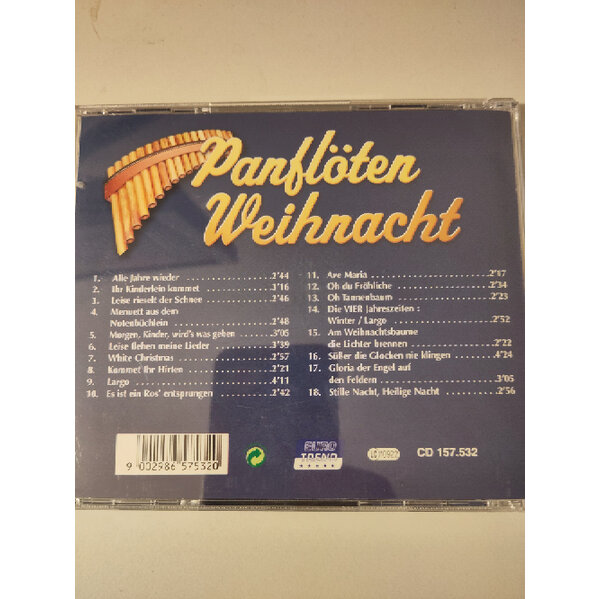 Panflöten
Weihnacht
1. Alle Jahre wieder 2'44
2. Ihr Kinderlein kommet 3'16
3. Leise rieselt der Schnee 2'46
4. Menuett aus dem
Notenbüchlein 2'48
5. Morgen, Kinder, wird's was geben 3'05
6. Leise flehen meine Lieder 3'39
7. White Christmas 2'57
8. Kommet Ihr Hirten 2'21
9. Largo 4'11
10. Es ist ein Ros' entsprungen 2'42
11. Ave Maria 2'17
12. Oh du Fröhliche 2'34
13. Oh Tannenbaum 2'23
14. Die VIER Jahreszeiten :
Winter / Largo 2'52
15. Am Weihnachtsbaume
die Lichter brennen 2'22
16. Süßer die Glocken nie klingen 4'24
17. Gloria der Engel auf
den Feldern 3'05
18. Stille Nacht, Heilige Nacht 2'56
9 002986 575320
EURO
TREND
LC 10922
CD 157.532